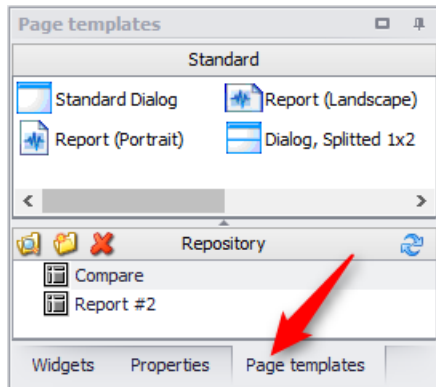 Page templates
Standard
Standard Dialog Report (Landscape)
Report (Portrait) Dialog, Splitted 1x2
Repository
Compare
Report #2
Widgets Properties Page templates